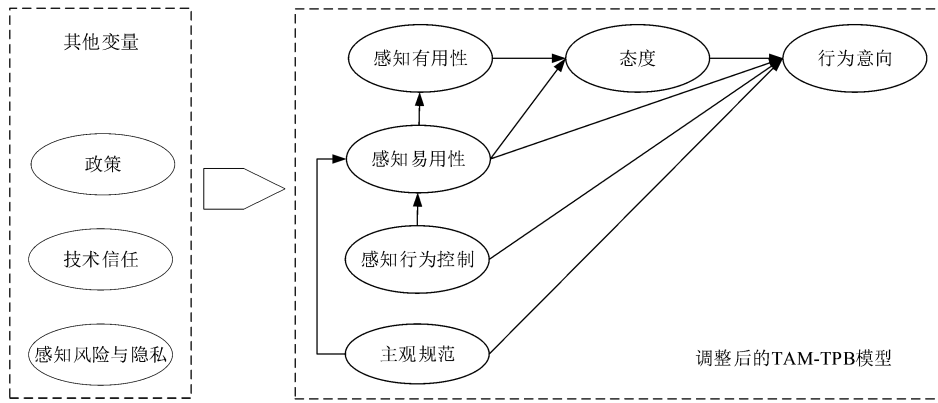 其他变量
政策
技术信任
感知风险与隐私
感知有用性
态度
行为意向
感知易用性
感知行为控制
主观规范
调整后的TAM-TPB模型